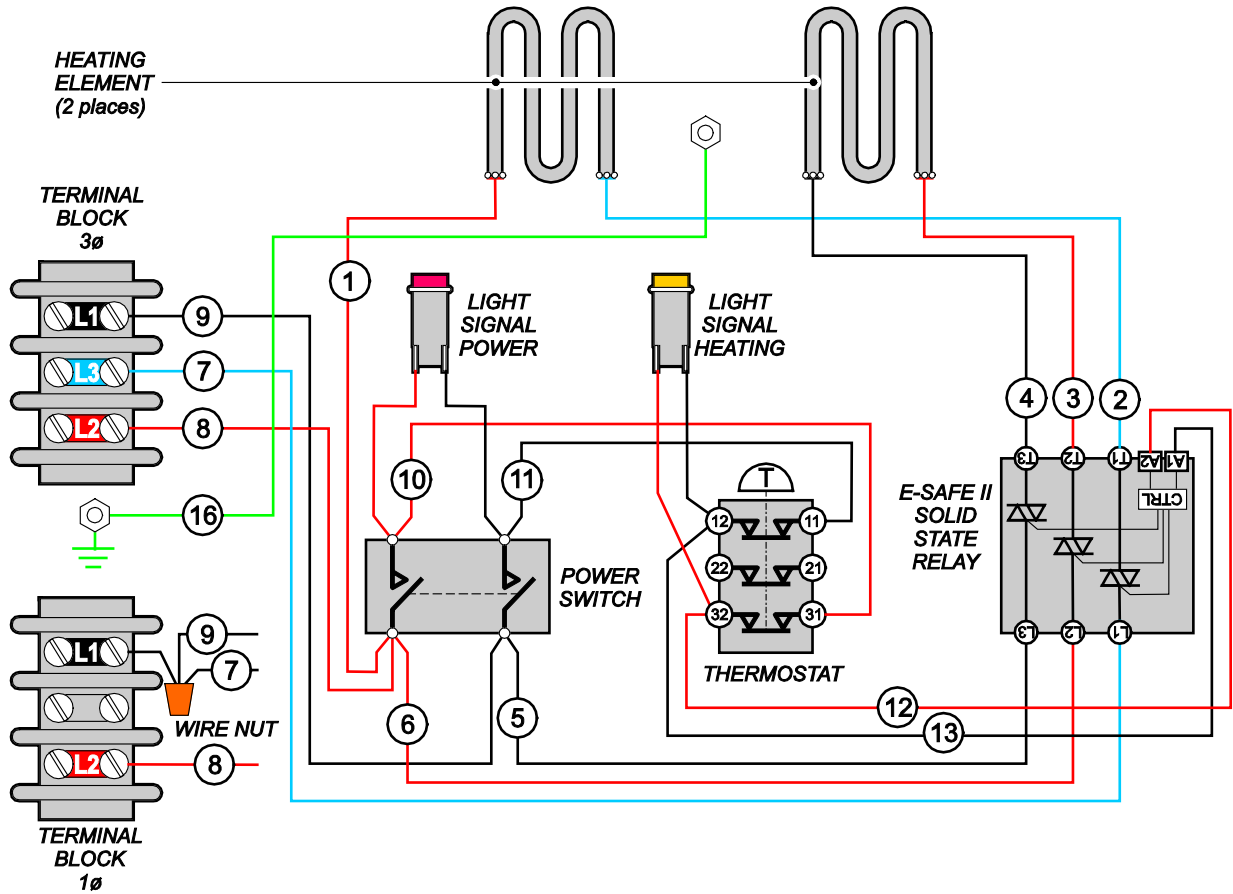 HEATING
ELEMENT
(2 places)
TERMINAL
BLOCK
3ø
L1
9
L3
7
L2
8
16
1
LIGHT
SIGNAL
POWER
LIGHT
SIGNAL
HEATING
10
11
POWER
SWITCH
6
5
T
12
11
22
21
32
31
THERMOSTAT
12
13
4
3
2
T3
T2
T1
A2
A1
CTRL
E-SAFE II
SOLID
STATE
RELAY
L3
L2
L1
L1
9
7
WIRE NUT
L2
8
TERMINAL
BLOCK
1ø